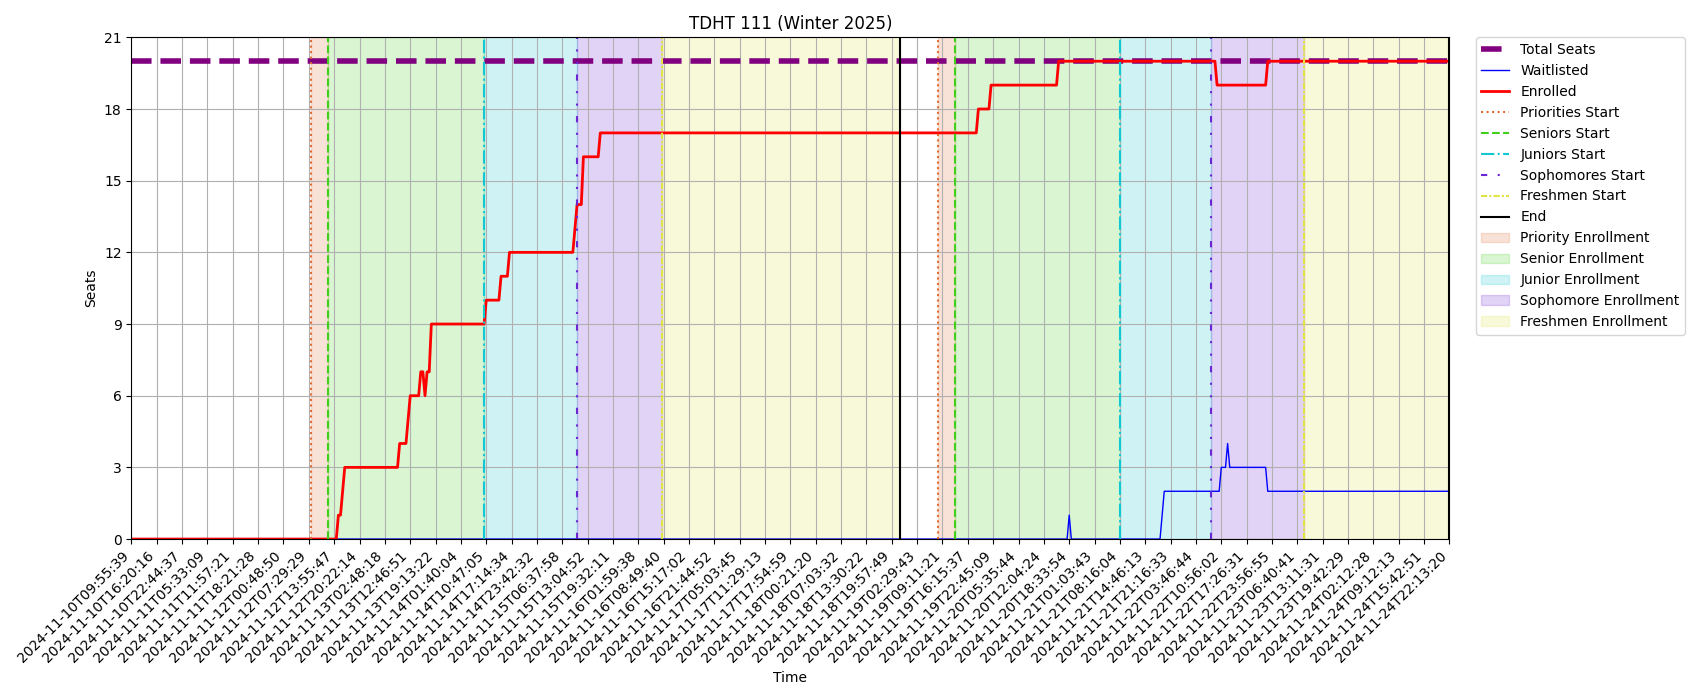 TDHT 111 (Winter 2025)
21
18
15
12
9
6
3
0
Seats
2024-11-10T09:55:39
2024-11-10T16:20:16
2024-11-10T22:44:37
2024-11-11T05:33:09
2024-11-11T11:57:21
2024-11-11T18:21:28
2024-11-12T00:48:50
2024-11-12T07:29:29
2024-11-12T13:55:47
2024-11-12T20:22:14
2024-11-13T02:48:18
2024-11-13T12:46:51
2024-11-13T19:13:22
2024-11-14T01:40:04
2024-11-14T10:47:05
2024-11-14T17:14:34
2024-11-14T23:42:32
2024-11-15T06:37:58
2024-11-15T13:04:52
2024-11-15T19:32:11
2024-11-16T01:59:38
2024-11-16T08:49:40
2024-11-16T15:17:02
2024-11-16T21:44:52
2024-11-17T05:03:45
2024-11-17T11:29:13
2024-11-17T17:54:59
2024-11-18T00:21:20
2024-11-18T07:03:32
2024-11-18T13:30:22
2024-11-18T19:57:49
2024-11-19T02:29:43
2024-11-19T09:11:21
2024-11-19T16:15:37
2024-11-19T22:45:09
2024-11-20T05:35:44
2024-11-20T12:04:24
2024-11-20T18:33:54
2024-11-21T01:03:43
2024-11-21T08:16:04
2024-11-21T14:46:13
2024-11-21T21:16:33
2024-11-22T03:46:44
2024-11-22T10:56:02
2024-11-22T17:26:31
2024-11-22T23:56:55
2024-11-23T06:40:41
2024-11-23T13:11:31
2024-11-23T19:42:29
2024-11-24T02:12:28
2024-11-24T09:12:13
2024-11-24T15:42:51
2024-11-24T22:13:20
Time
Total Seats
Waitlisted
Enrolled
Priorities Start
Seniors Start
Juniors Start
Sophomores Start
Freshmen Start
End
Priority Enrollment
Senior Enrollment
Junior Enrollment
Sophomore Enrollment
Freshmen Enrollment